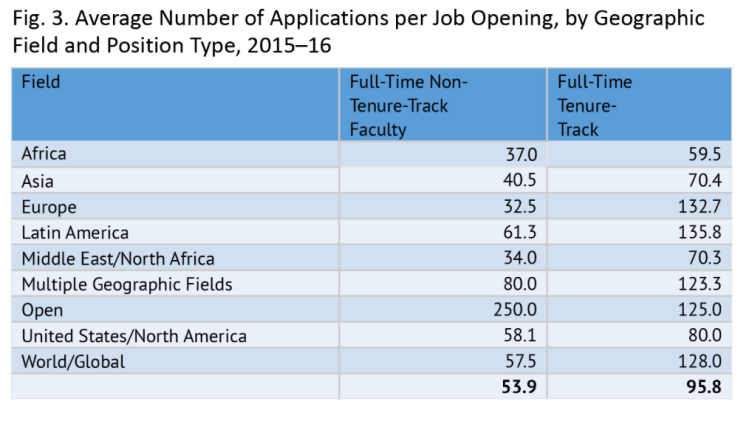 Fig. 3. Average Number of Applications per Job Opening, by Geographic
Field and Position Type, 2015–16
Field Full-Time Non-Tenure-Track Faculty Full-Time Tenure-Track
Africa 37.0 59.5
Asia 40.5 70.4
Europe 32.5 132.7
Latin America 61.3 135.8
Middle East/North Africa 34.0 70.3
Multiple Geographic Fields 80.0 123.3
Open 250.0 125.0
United States/North America 58.1 80.0
World/Global 57.5 128.0
53.9 95.8